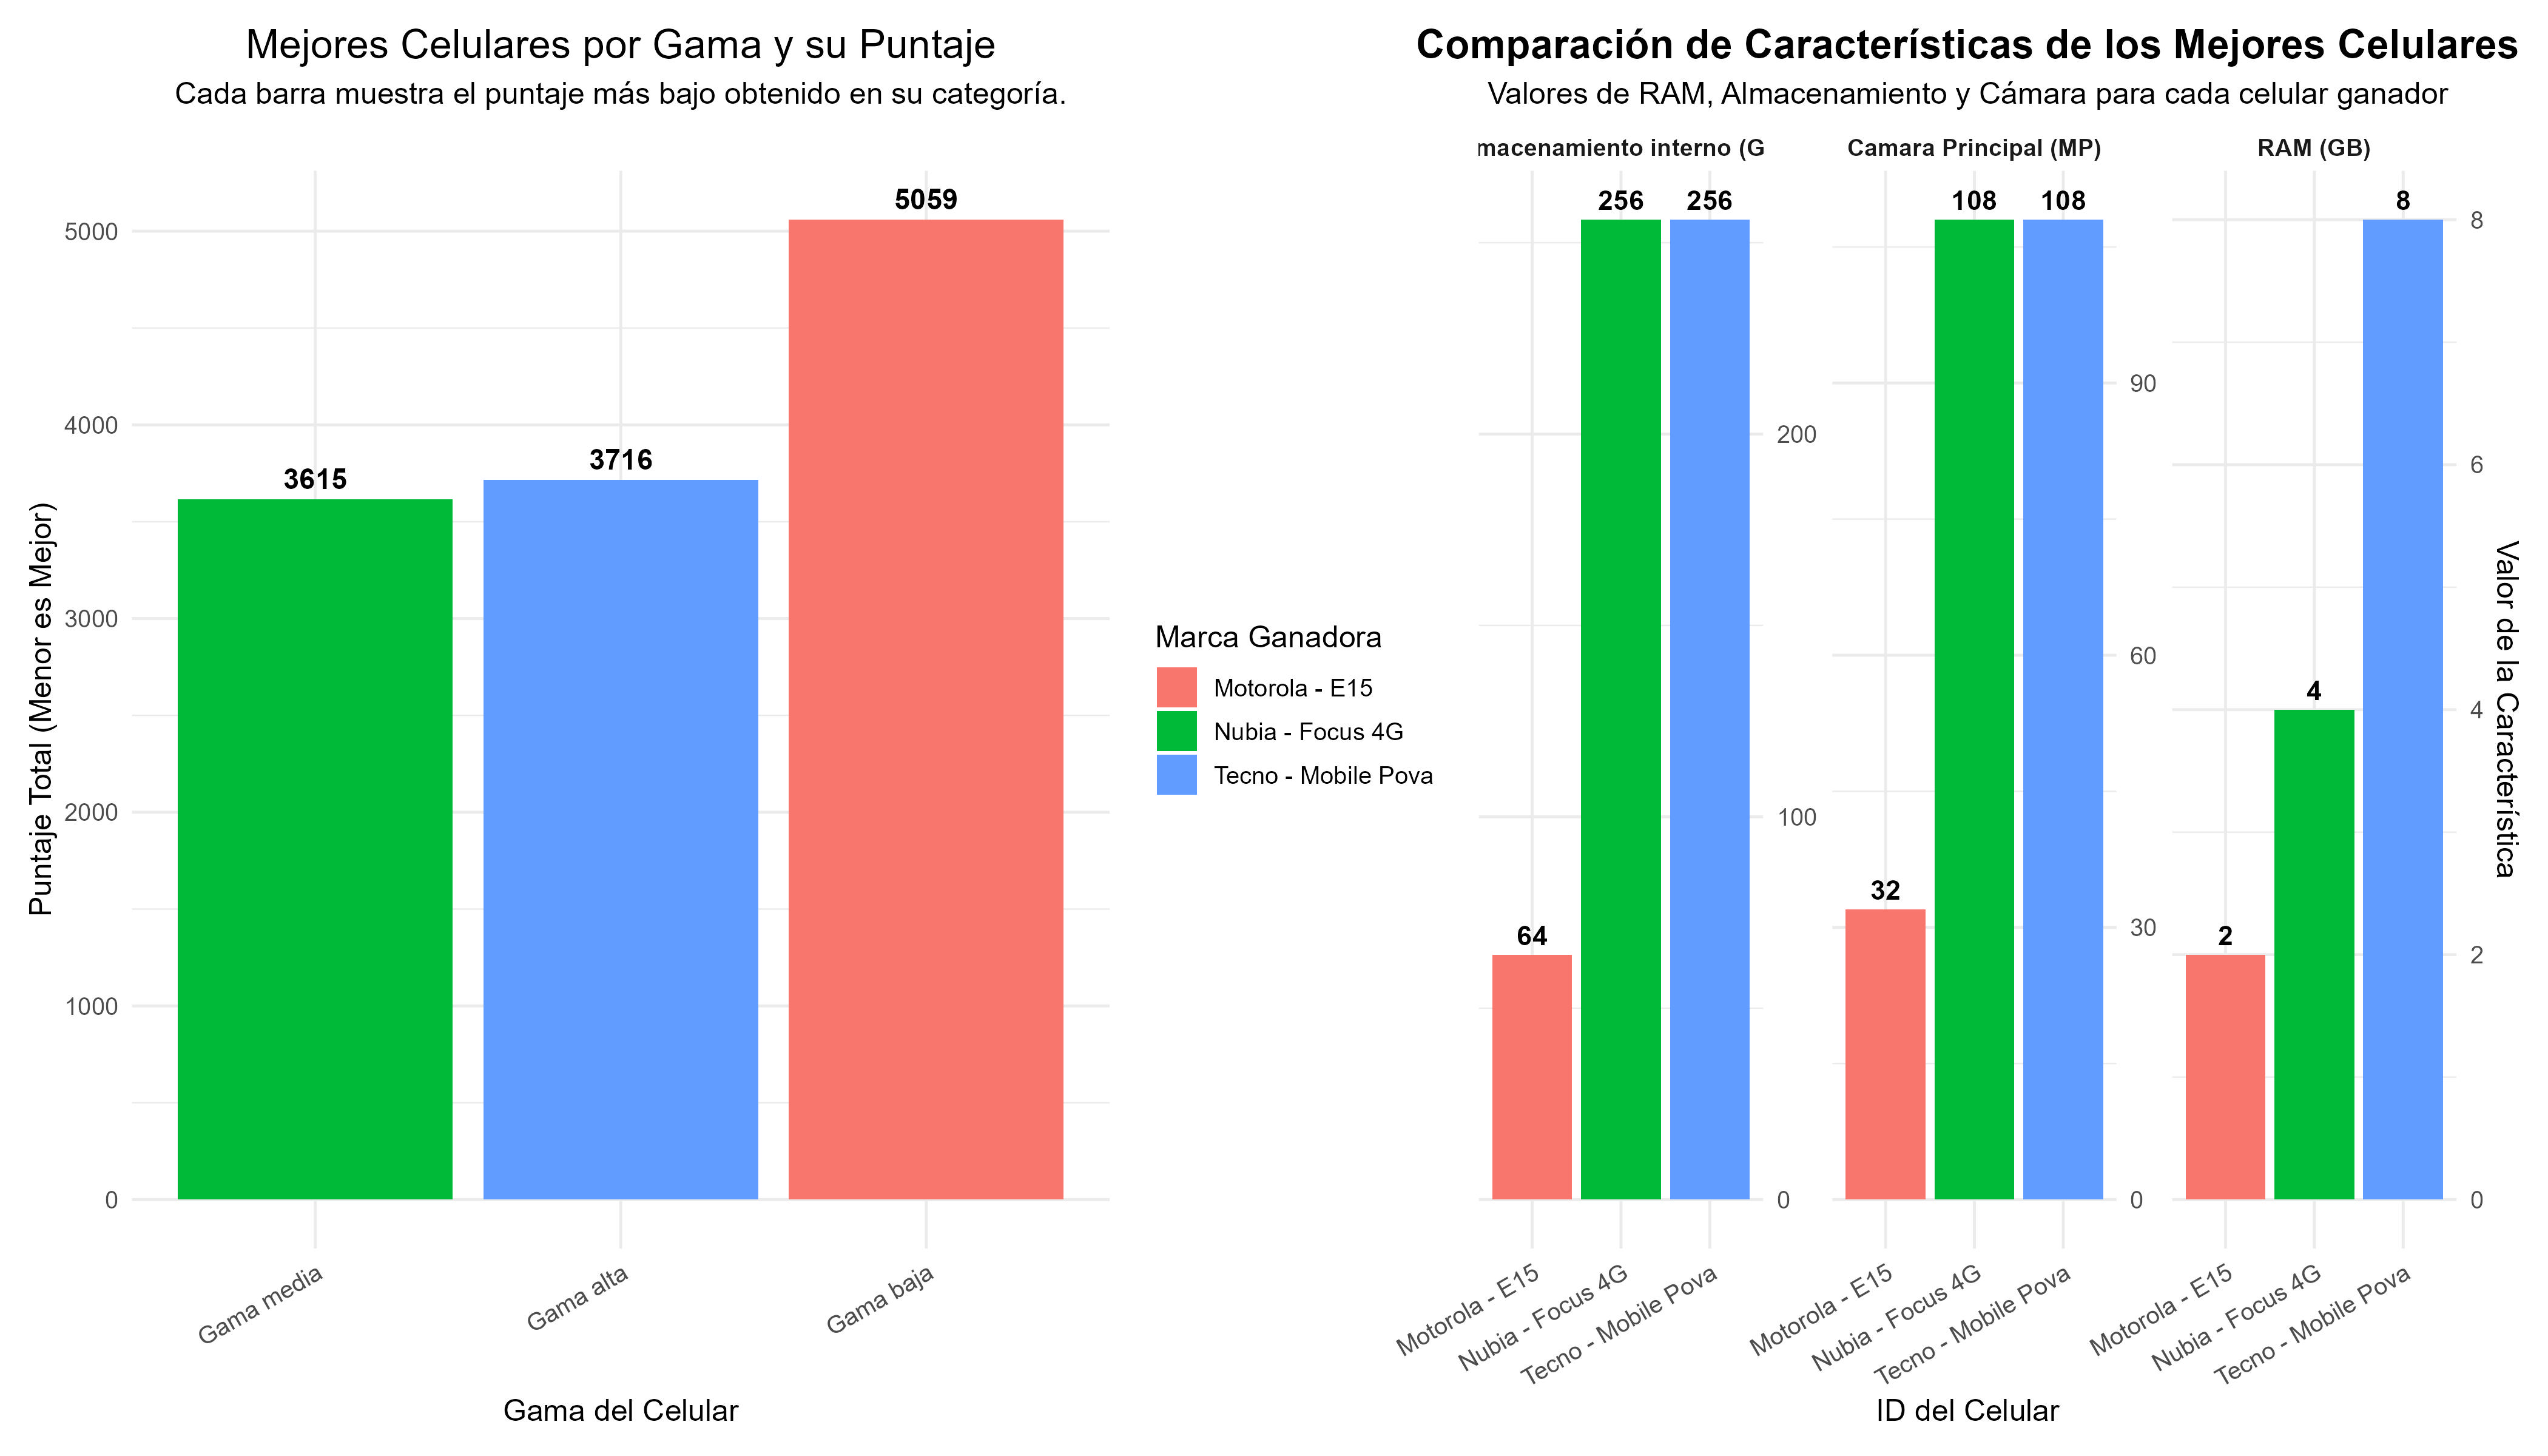 Mejores Celulares por Gama y su Puntaje
Cada barra muestra el puntaje más bajo obtenido en su categoría.
Puntaje Total (Menor es Mejor)
5000
4000
3000
2000
1000
0
3615
3716
5059
Gama media
Gama alta
Gama baja
Gama del Celular
Marca Ganadora
Motorola - E15
Nubia - Focus 4G
Tecno - Mobile Pova
Comparación de Características de los Mejores Celulares
Valores de RAM, Almacenamiento y Cámara para cada celular ganador
macenamiento interno (G
64
256
256
200
100
0
Motorola - E15
Nubia - Focus 4G
Tecno - Mobile Pova
Camara Principal (MP)
32
108
108
90
60
30
0
Motorola - E15
Nubia - Focus 4G
Tecno - Mobile Pova
RAM (GB)
2
4
8
8
6
4
2
0
Motorola - E15
Nubia - Focus 4G
Tecno - Mobile Pova
Valor de la Característica
ID del Celular